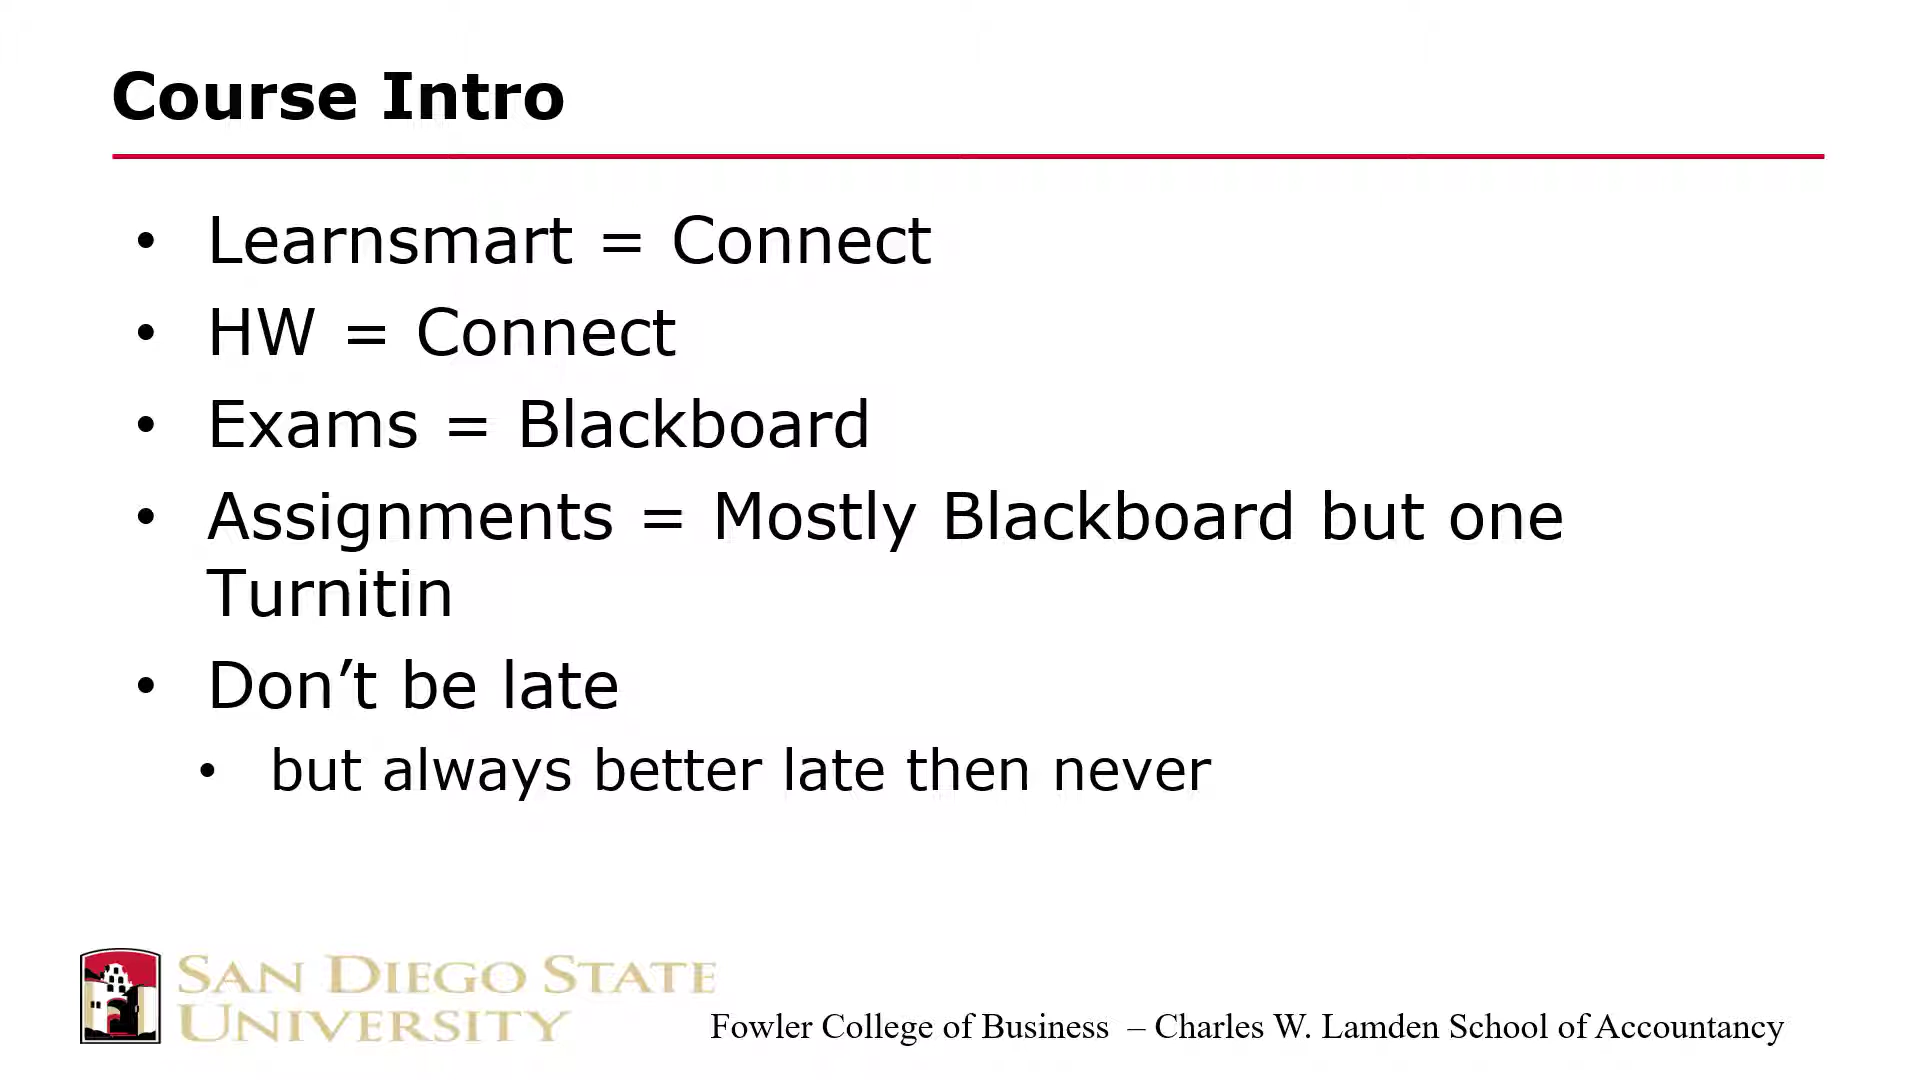 Course Intro
• Learnsmart = Connect
• HW = Connect
• Exams = Blackboard
• Assignments = Mostly Blackboard but one
Turnitin
• Don’t be late
• but always better late then never
SAN DIEGO STATE
UNIVERSITY
Fowler College of Business – Charles W. Lamden School of Accountancy